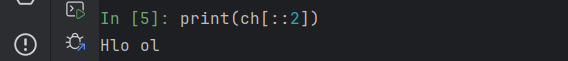 In [5]: print(ch[::2])
Hlo ol